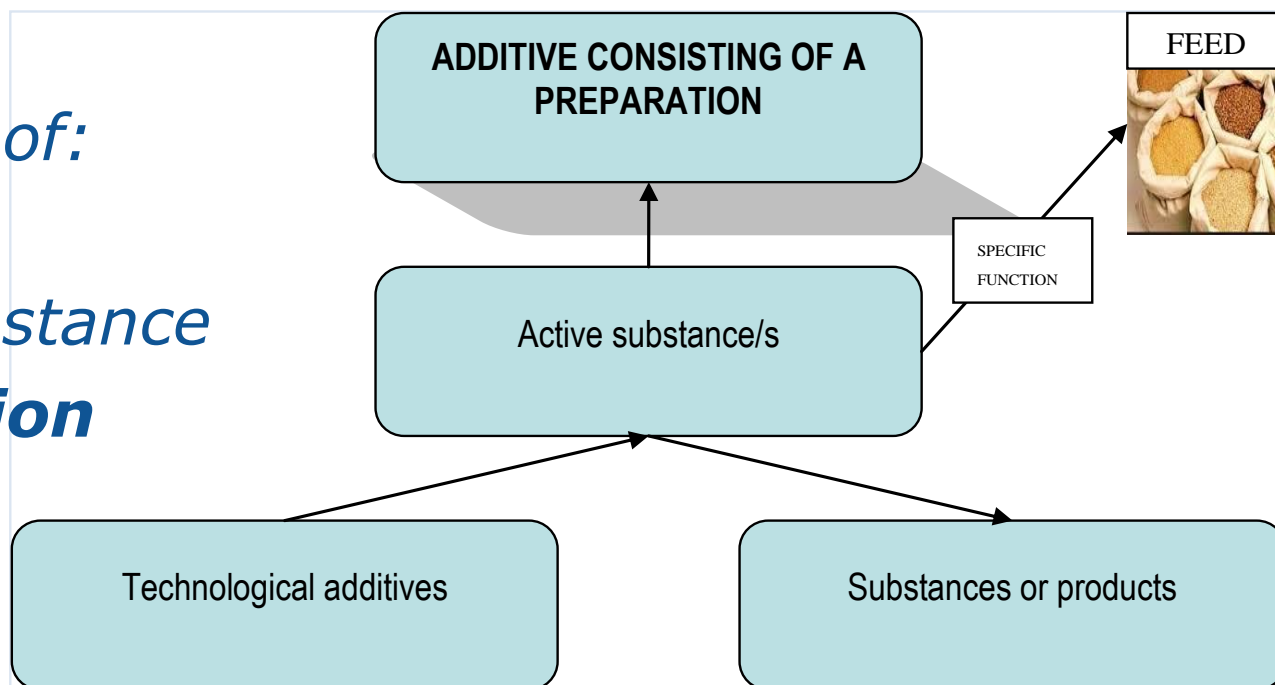 ADDITIVE CONSISTING OF A
PREPARATION
FEED
of:
SPECIFIC
FUNCTION
stance
Active substance/s
ion
Technological additives
Substances or products